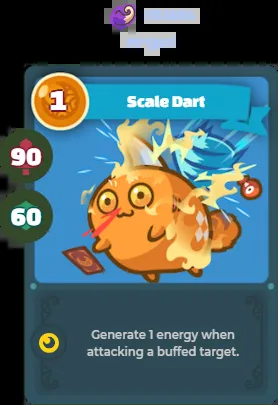 1
Scale Dart
90
60
Generate 1 energy when
attacking a buffed target.